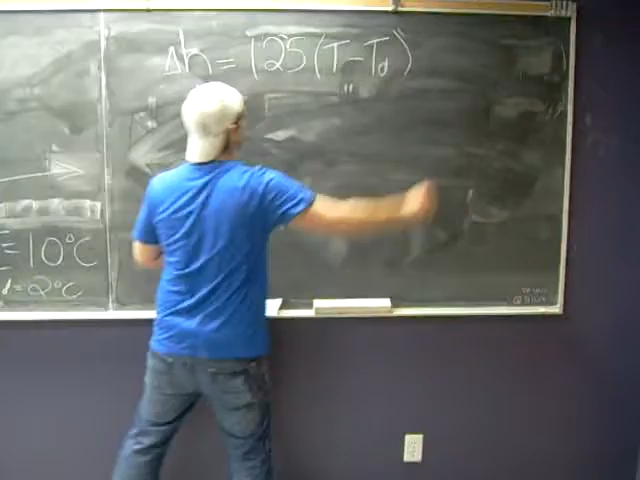 Δh = 125(T-Td)
= 10°C
d = 2°C